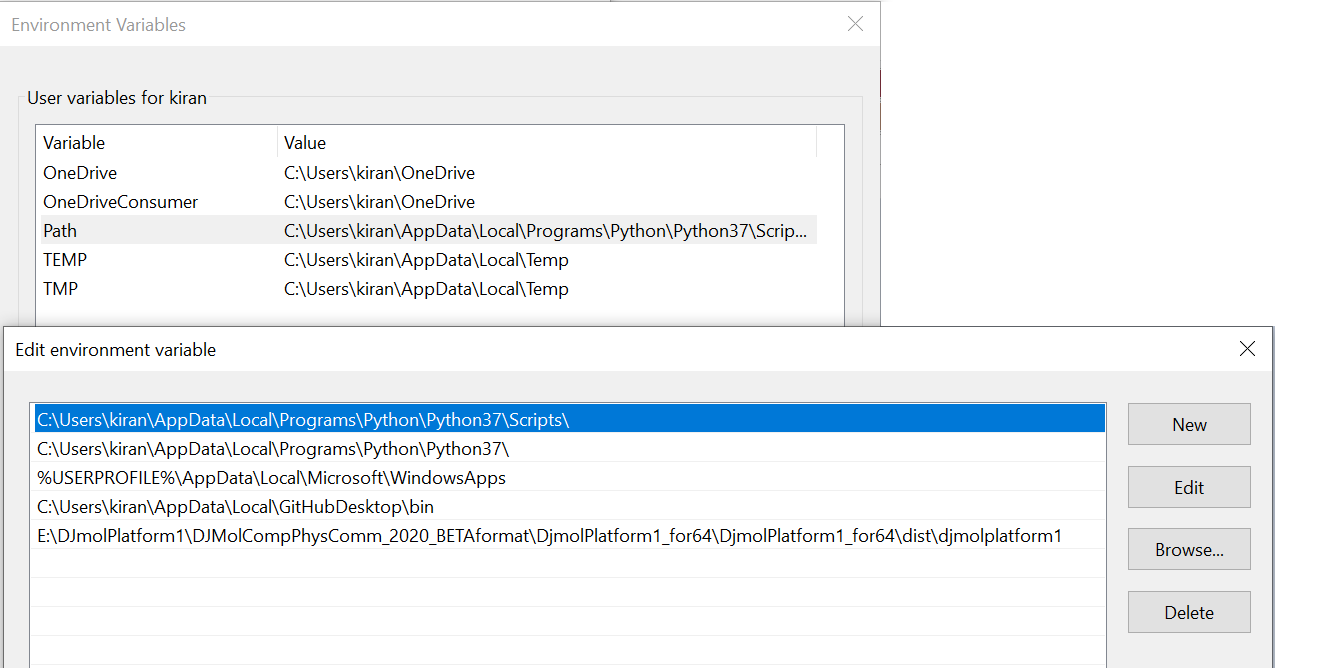 Environment Variables
User variables for kiran
Variable Value
OneDrive C:\Users\kiran\OneDrive
OneDriveConsumer C:\Users\kiran\OneDrive
Path C:\Users\kiran\AppData\Local\Programs\Python\Python37\Scrip...
TEMP C:\Users\kiran\AppData\Local\Temp
TMP C:\Users\kiran\AppData\Local\Temp
Edit environment variable
C:\Users\kiran\AppData\Local\Programs\Python\Python37\Scripts\
New
C:\Users\kiran\AppData\Local\Programs\Python\Python37\
%USERPROFILE%\AppData\Local\Microsoft\WindowsApps
Edit
C:\Users\kiran\AppData\Local\GitHubDesktop\bin
E:\DJmolPlatform1\DJMolCompPhysComm_2020_BETAformat\DjmolPlatform1_for64\DjmolPlatform1_for64\dist\djmolplatform1
Browse...
Delete